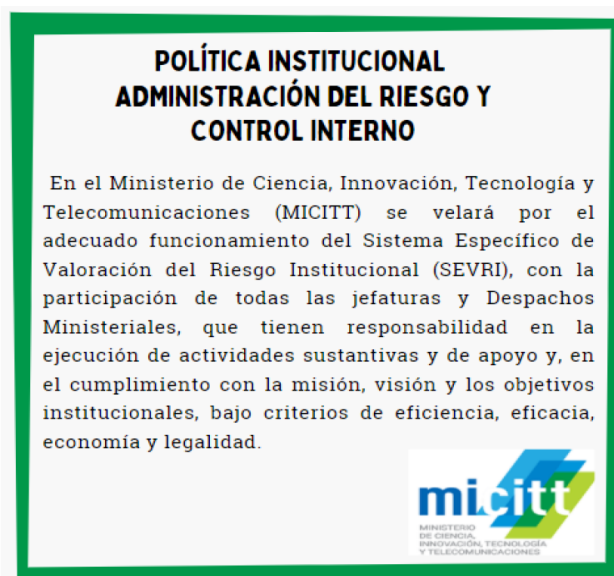 POLÍTICA INSTITUCIONAL
ADMINISTRACIÓN DEL RIESGO Y
CONTROL INTERNO
En el Ministerio de Ciencia, Innovación, Tecnología y
Telecomunicaciones (MICITT) se velará por el
adecuado funcionamiento del Sistema Específico de
Valoración del Riesgo Institucional (SEVRI), con la
participación de todas las jefaturas y Despachos
Ministeriales, que tienen responsabilidad en la
ejecución de actividades sustantivas y de apoyo y, en
el cumplimiento con la misión, visión y los objetivos
institucionales, bajo criterios de eficiencia, eficacia,
economía y legalidad.
micitt
MINISTERIO
DE CIENCIA,
INNOVACIÓN, TECNOLOGÍA
Y TELECOMUNICACIONES